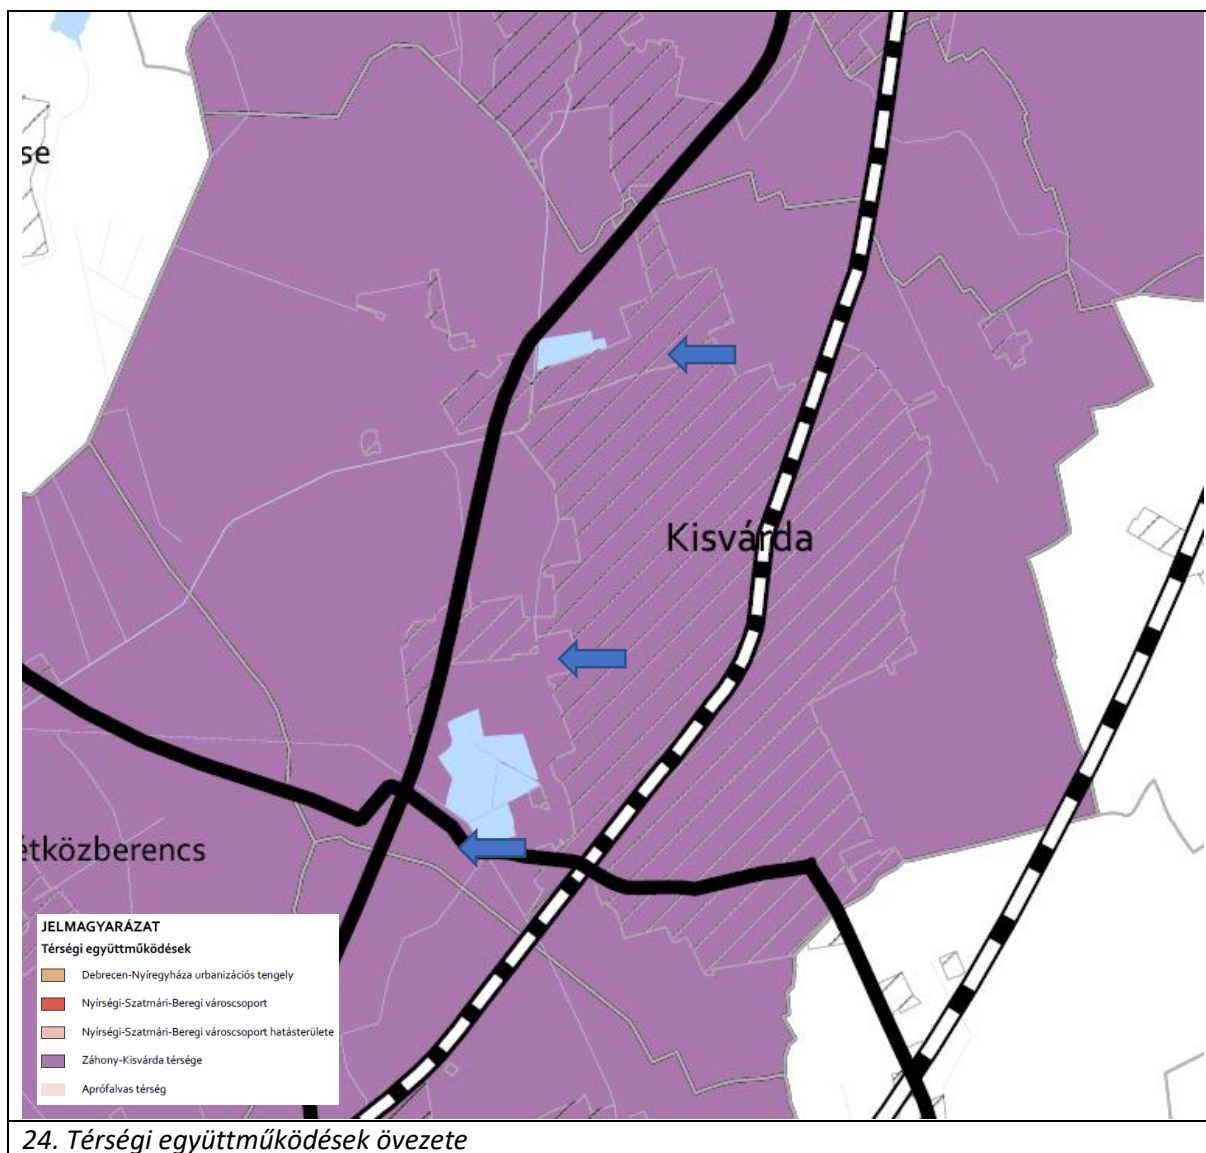 se
Kisvárda
étközberencs
JELMAGYARÁZAT
Térségi együttműködések
Debrecen-Nyíregyháza urbanizációs tengely
Nyírségi-Szatmári-Beregi városcsoport
Nyírségi-Szatmári-Beregi városcsoport hatásterülete
Záhony-Kisvárda térsége
Aprófalvas térség
24. Térségi együttműködések övezete